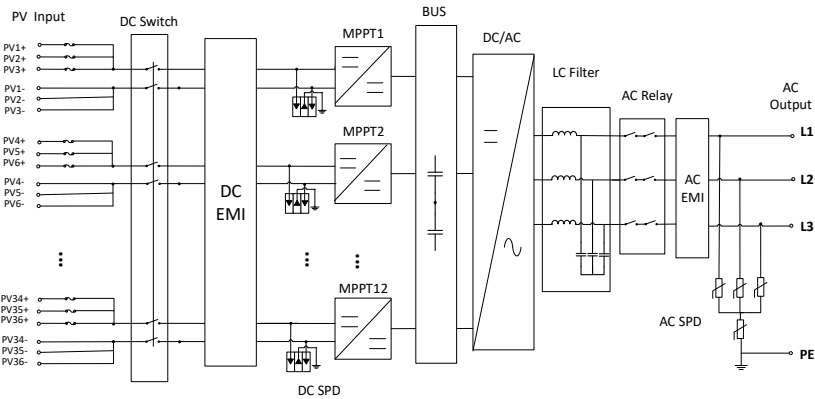 PV Input
DC Switch
MPPT1
BUS
DC/AC
LC Filter
AC Relay
AC
Output
PV1+
PV2+
PV3+
PV1-
PV2-
PV3-
L1
MPPT2
PV4+
PV5+
PV6+
PV4-
PV5-
PV6-
DC
EMI
AC
EMI
L2
L3
MPPT12
PV34+
PV35+
PV36+
PV34-
PV35-
PV36-
AC SPD
PE
DC SPD